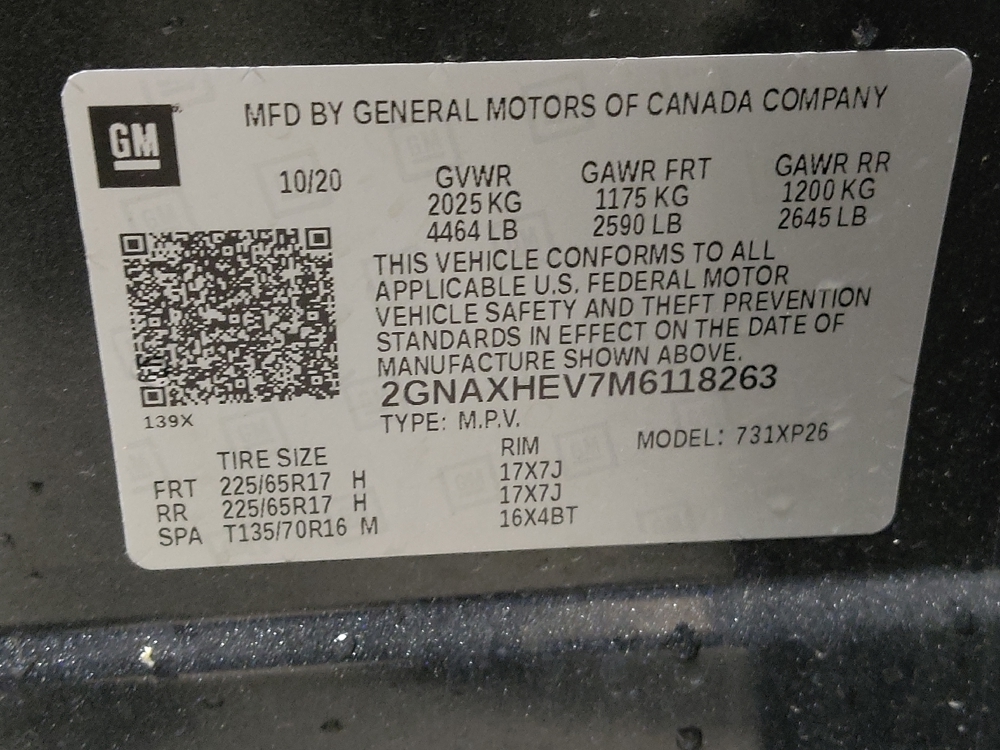 GM
MFD BY GENERAL MOTORS OF CANADA COMPANY
10/20
GVWR GAWR FRT GAWR RR
2025 KG 1175 KG 1200 KG
4464 LB 2590 LB 2645 LB
THIS VEHICLE CONFORMS TO ALL
APPLICABLE U.S. FEDERAL MOTOR
VEHICLE SAFETY AND THEFT PREVENTION
STANDARDS IN EFFECT ON THE DATE OF
MANUFACTURE SHOWN ABOVE.
2GNAXHEV7M6118263
139X
TYPE: M.P.V. MODEL: 731XP26
TIRE SIZE RIM
FRT 225/65R17 H 17X7J
RR 225/65R17 H 17X7J
SPA T135/70R16 M 16X4BT